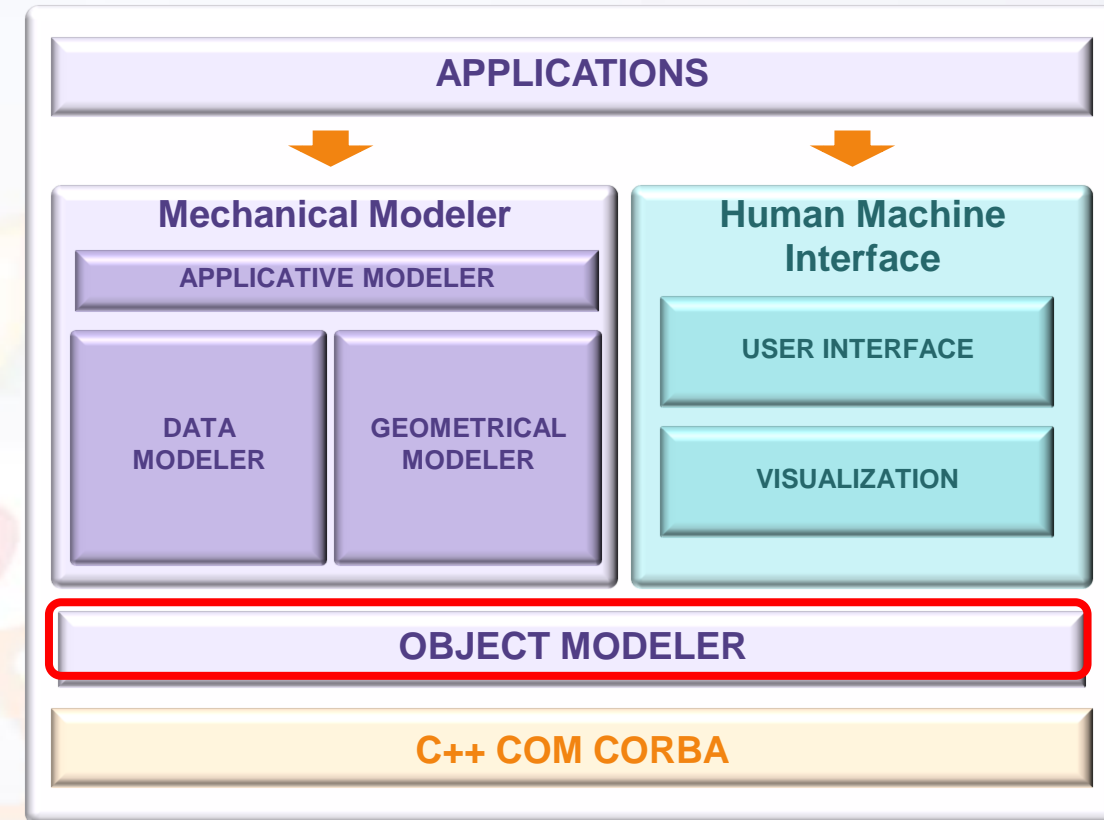 APPLICATIONS
Mechanical Modeler
APPLICATIVE MODELER
DATA
MODELER
GEOMETRICAL
MODELER
Human Machine
Interface
USER INTERFACE
VISUALIZATION
OBJECT MODELER
C++ COM CORBA